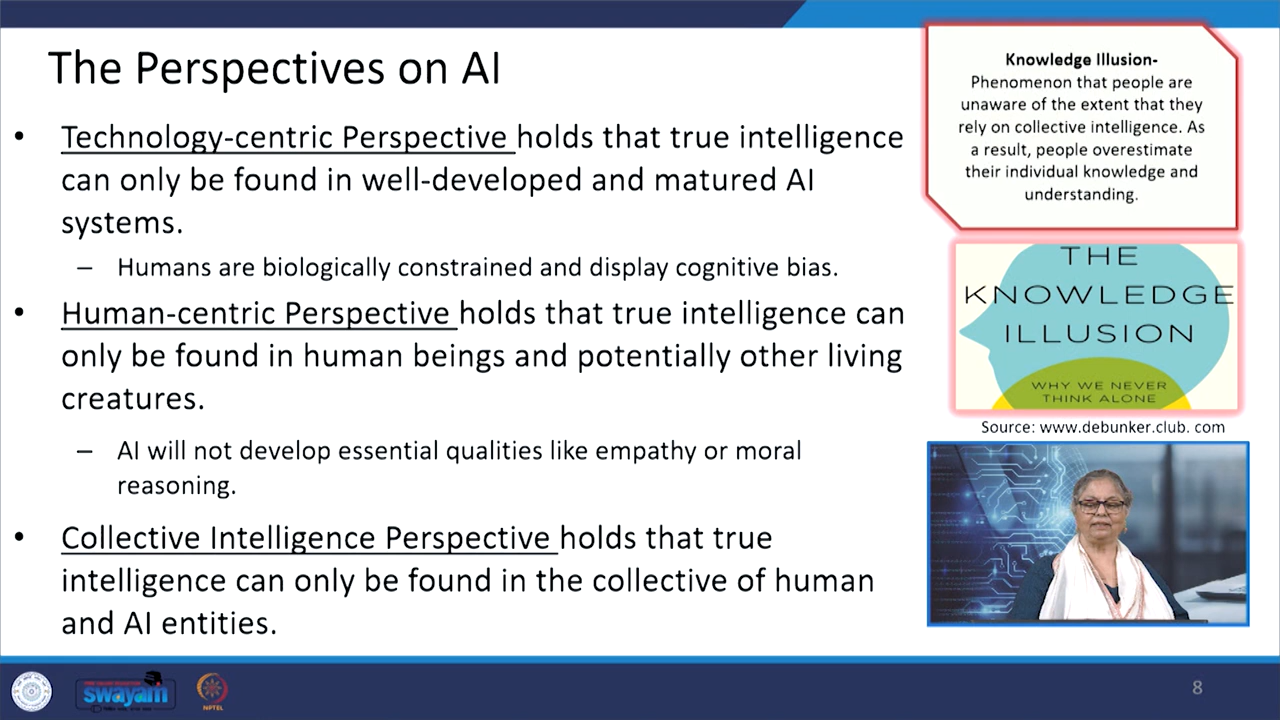 The Perspectives on AI
• Technology-centric Perspective holds that true intelligence
can only be found in well-developed and matured AI
systems.
– Humans are biologically constrained and display cognitive bias.
• Human-centric Perspective holds that true intelligence can
only be found in human beings and potentially other living
creatures.
– AI will not develop essential qualities like empathy or moral
reasoning.
• Collective Intelligence Perspective holds that true
intelligence can only be found in the collective of human
and AI entities.
Knowledge Illusion-
Phenomenon that people are
unaware of the extent that they
rely on collective intelligence. As
a result, people overestimate
their individual knowledge and
understanding.
THE
KNOWLEDGE
ILLUSION
WHY WE NEVER
THINK ALONE
Source: www.debunker.club. com
swayam
NPTEL
8